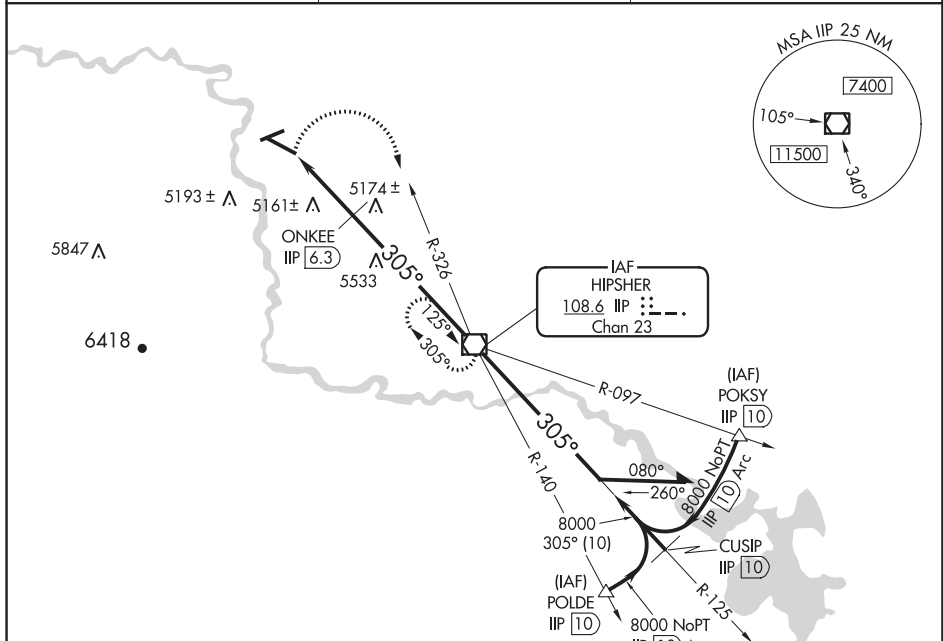 MSA IIP 25 NM
7400
105°
11500
340°
5193 ±
5161±
5174 ±
5847
ONKEE
IIP 6.3
5533
305°
R-326
IAF
HIPSHER
108.6 IIP
Chan 23
125°
305°
6418
R-097
(IAF)
POKSY
IIP 10
305°
R-140
080°
260°
8000 NoPT
IIP 10 Arc
8000
305° (10)
CUSIP
IIP 10
(IAF)
POLDE
IIP 10
R-125
8000 NoPT